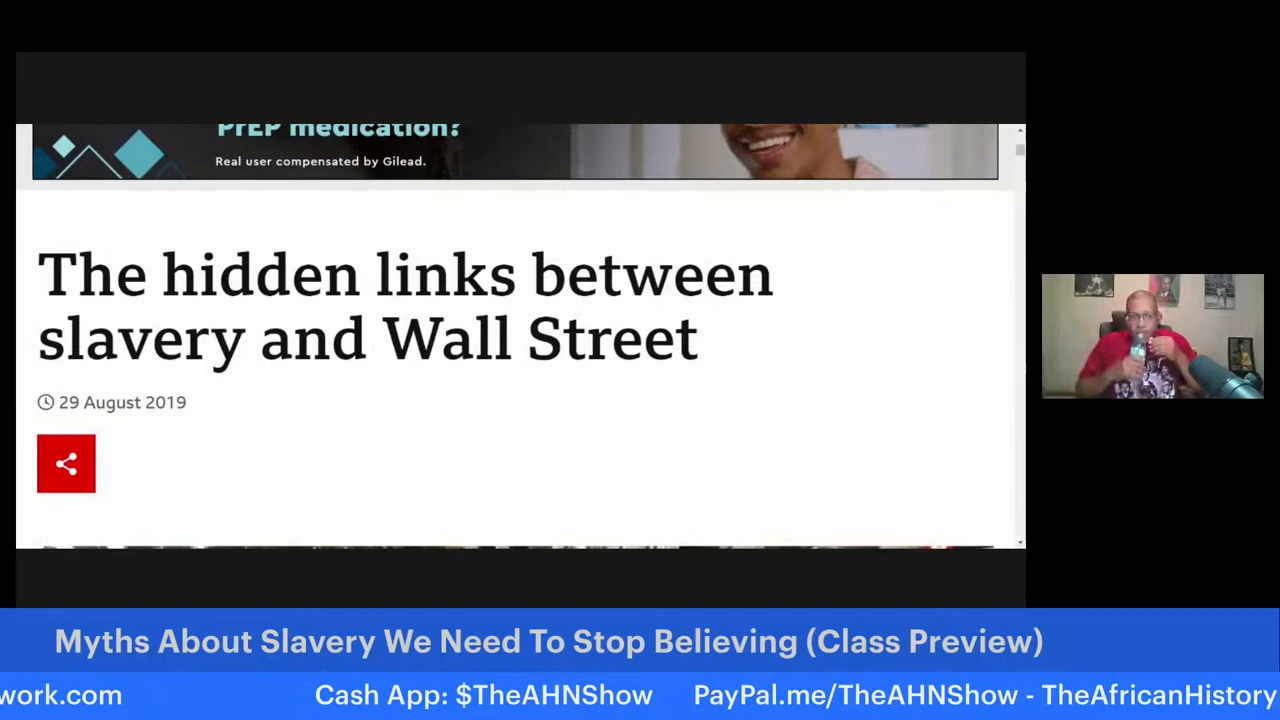 PrEP medication?
Real user compensated by Gilead.
The hidden links between
slavery and Wall Street
29 August 2019
Myths About Slavery We Need To Stop Believing (Class Preview)
work.com Cash App: $TheAHNShow PayPal.me/TheAHNShow - TheAfricanHistory